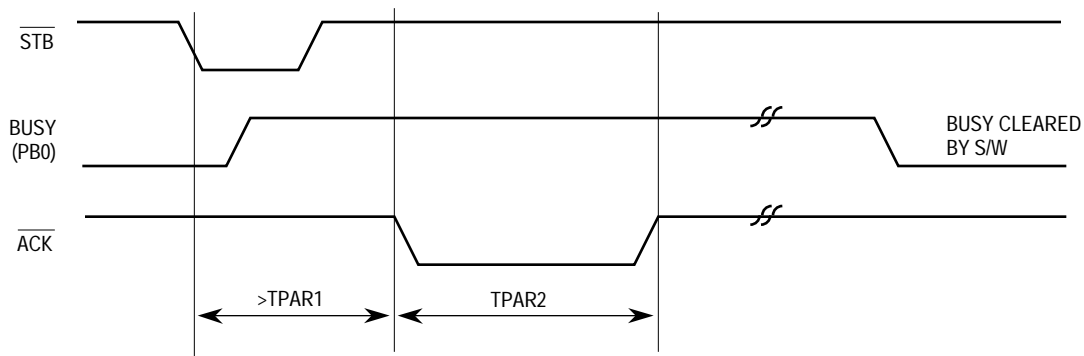 STB
BUSY
(PB0)
BUSY CLEARED
BY S/W
ACK
>TPAR1
TPAR2